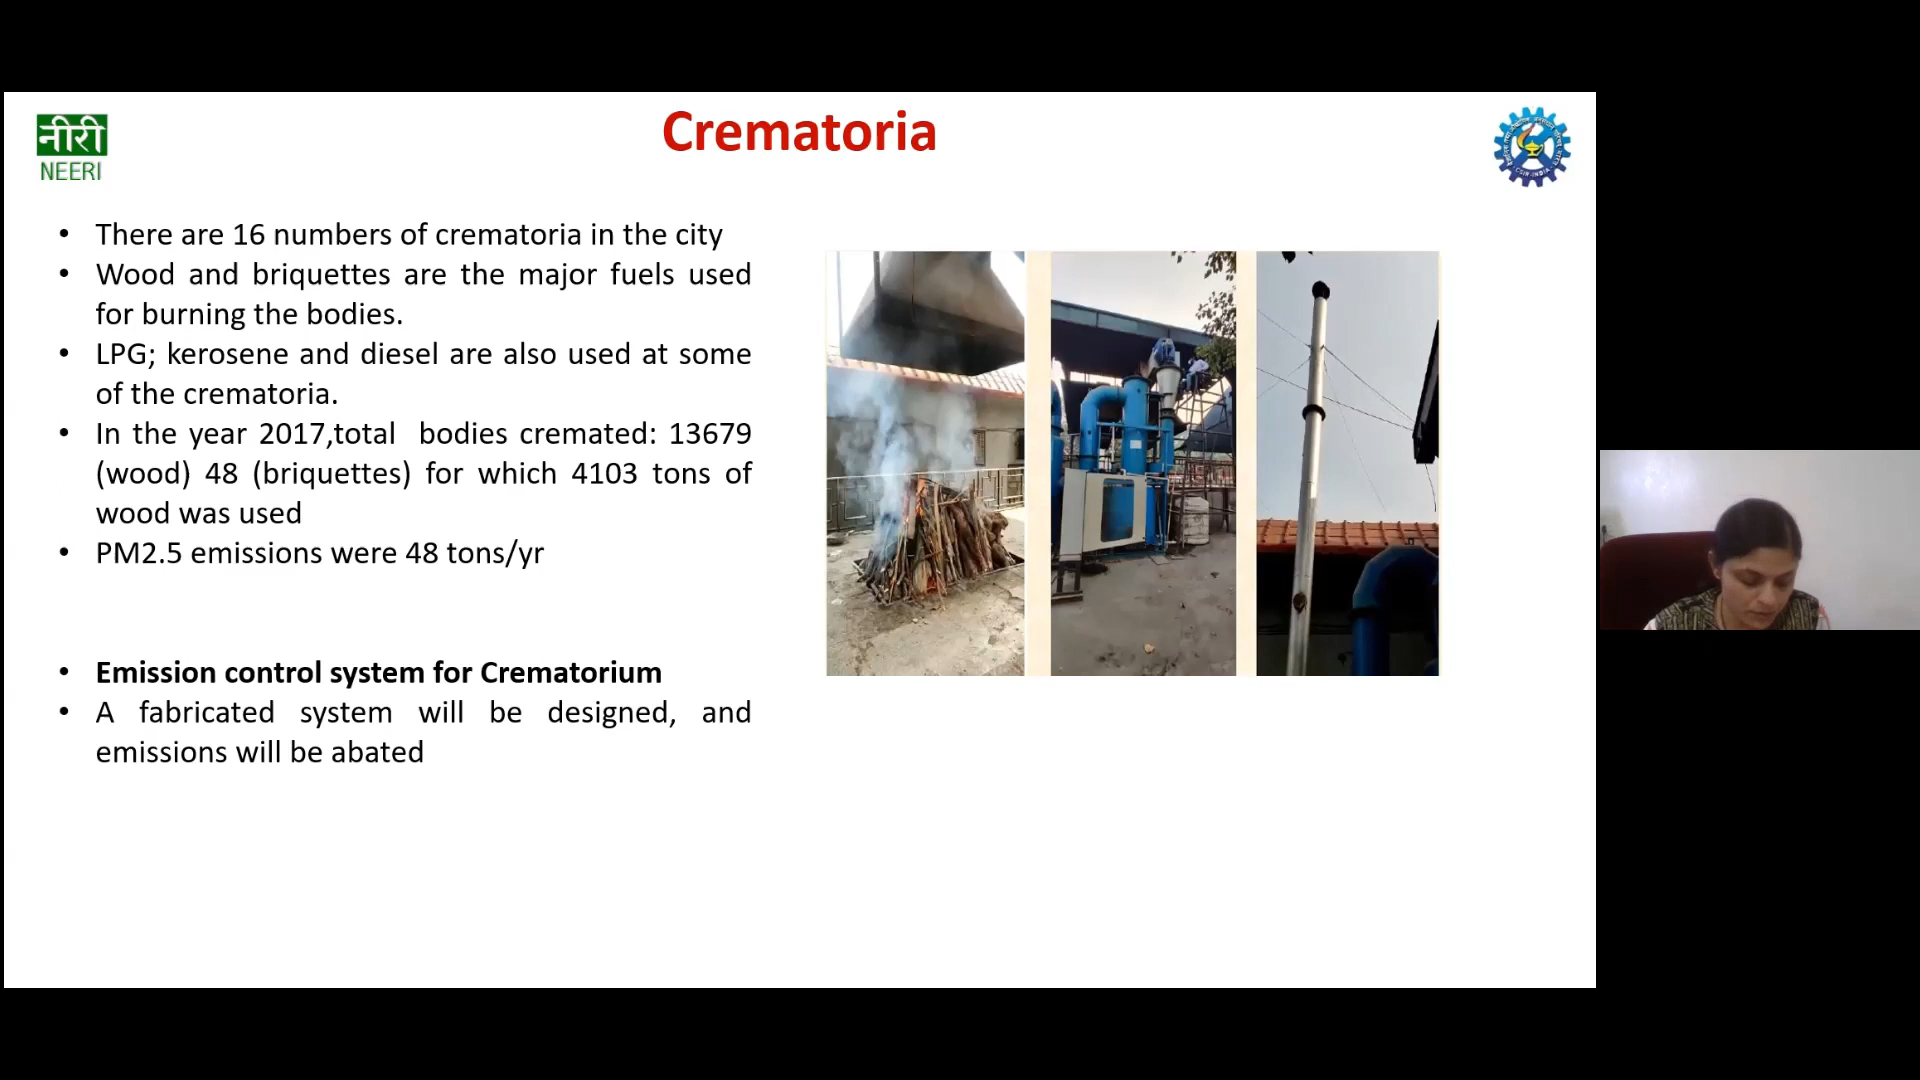 Crematoria
नीरी
NEERI
CSIR-INDIA
• There are 16 numbers of crematoria in the city
• Wood and briquettes are the major fuels used
for burning the bodies.
• LPG; kerosene and diesel are also used at some
of the crematoria.
• In the year 2017,total bodies cremated: 13679
(wood) 48 (briquettes) for which 4103 tons of
wood was used
• PM2.5 emissions were 48 tons/yr
• Emission control system for Crematorium
• A fabricated system will be designed, and
emissions will be abated